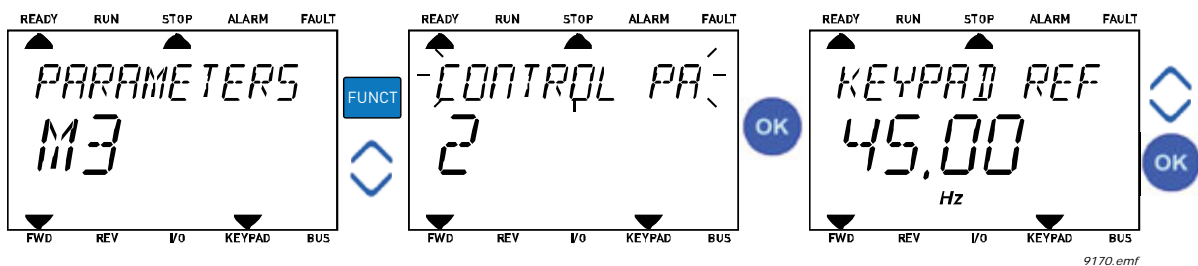 READY RUN STOP ALARM FAULT
PARAMETERS
M3
FWD REV I/O KEYPAD BUS
FUNCT
READY RUN STOP ALARM FAULT
CONTROL PA
2
FWD REV I/O KEYPAD BUS
OK
READY RUN STOP ALARM FAULT
KEYPAD REF
45.00
Hz
FWD REV I/O KEYPAD BUS
OK
9170.emf